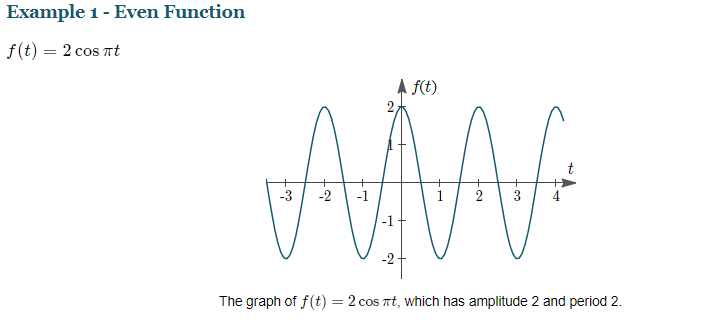 Example 1 - Even Function
f(t) = 2 cos πt
f(t)
2
1
t
-3 -2 -1 1 2 3 4
-1
-2
The graph of f(t) = 2 cos πt, which has amplitude 2 and period 2.